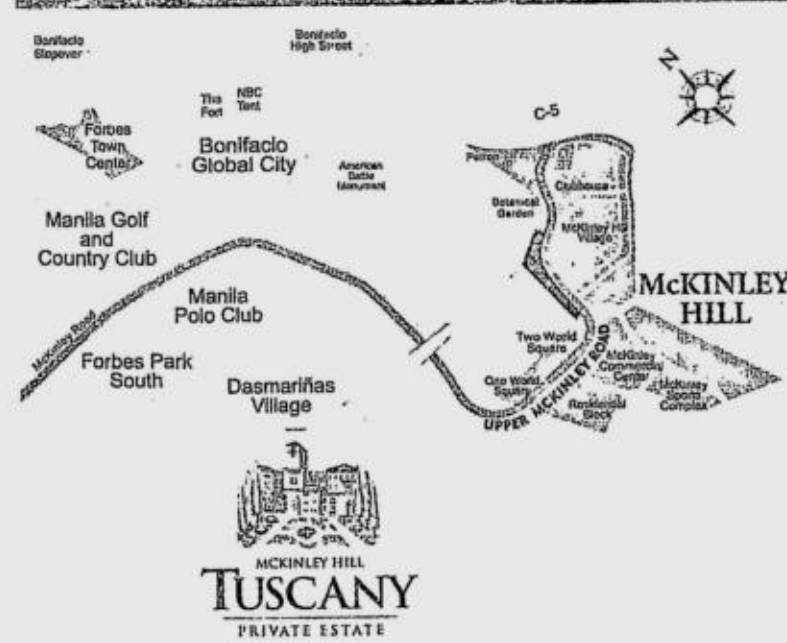 Bonifacio
Stopover
Bonifacio
High Street
The
Fort
NBC
Tent
Forbes
Town
Center
Bonifacio
Global City
American
Battle
Monument
C-5
N
Clubhouse
Botanical
Garden
McKinley Hill
Village
Manila Golf
and
Country Club
McKINLEY
HILL
McKinley Road
Manila
Polo Club
Forbes Park
South
Dasmariñas
Village
Two World
Square
One World
Square
UPPER MCKINLEY ROAD
McKinley
Commercial
Center
McKinley
Sports
Complex
Residential
Block
MCKINLEY HILL
TUSCANY
PRIVATE ESTATE